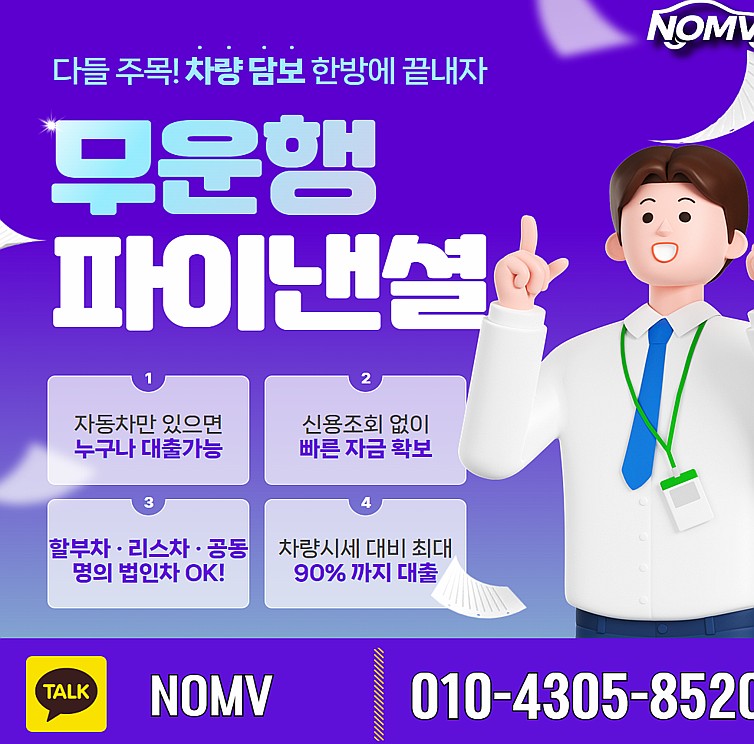 NOMV
다들 주목! 차량 담보 한방에 끝내자
무운행
파이낸셜
1
자동차만 있으면
누구나 대출가능
2
신용조회 없이
빠른 자금 확보
3
할부차 · 리스차 · 공동
명의 법인차 OK!
4
차량시세 대비 최대
90% 까지 대출
TALK
NOMV
010-4305-8520